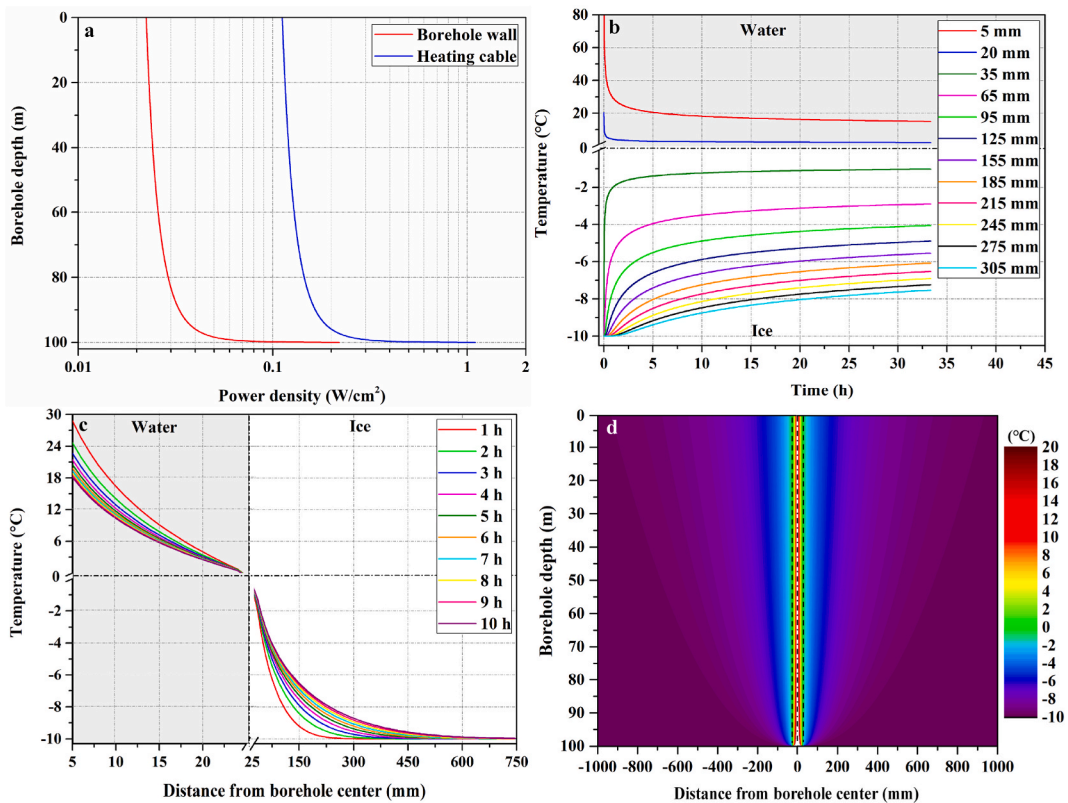 a
Borehole wall
Heating cable
0
20
40
60
80
100
Borehole depth (m)
0.01
0.1
1
2
Power density (W/cm²)
b
Water
Ice
80
60
40
20
0
-2
-4
-6
-8
-10
Temperature (°C)
0
5
10
15
20
25
30
35
40
45
Time (h)
5 mm
20 mm
35 mm
65 mm
95 mm
125 mm
155 mm
185 mm
215 mm
245 mm
275 mm
305 mm
c
Water
Ice
30
24
18
12
6
0
-2
-4
-6
-8
-10
Temperature (°C)
5
10
15
20
25
150
300
450
600
750
Distance from borehole center (mm)
1 h
2 h
3 h
4 h
5 h
6 h
7 h
8 h
9 h
10 h
d
0
10
20
30
40
50
60
70
80
90
100
Borehole depth (m)
-1000
-800
-600
-400
-200
0
200
400
600
800
1000
Distance from borehole center (mm)
(°C)
20
18
16
14
12
10
8
6
4
2
0
-2
-4
-6
-8
-10